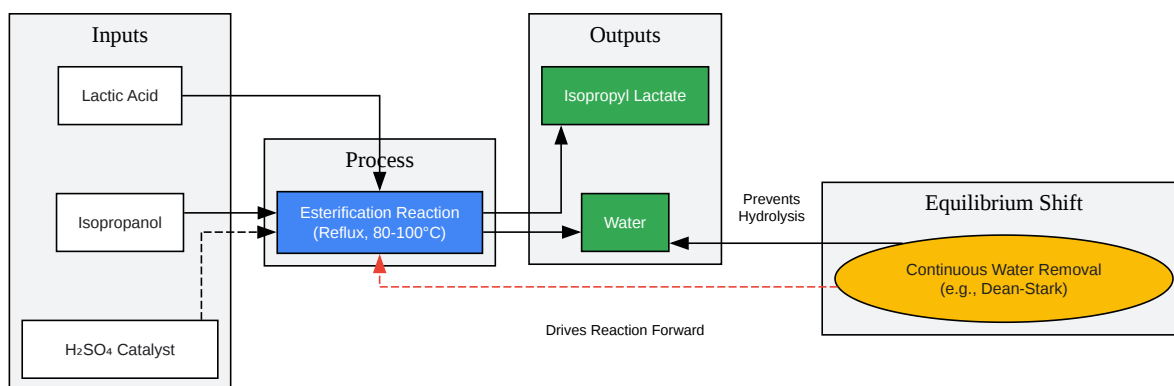 Inputs
Lactic Acid
Isopropanol
H₂SO₄ Catalyst
Process
Esterification Reaction
(Reflux, 80-100°C)
Outputs
Isopropyl Lactate
Water
Prevents
Hydrolysis
Equilibrium Shift
Continuous Water Removal
(e.g., Dean-Stark)
Drives Reaction Forward